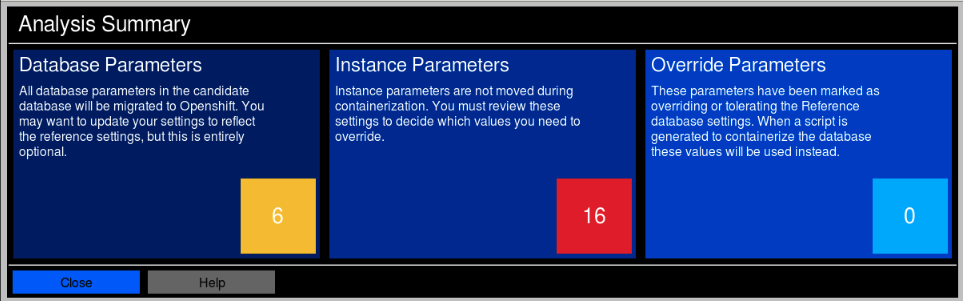 Analysis Summary
Database Parameters
All database parameters in the candidate
database will be migrated to Openshift. You
may want to update your settings to reflect
the reference settings, but this is entirely
optional.
6
Instance Parameters
Instance parameters are not moved during
containerization. You must review these
settings to decide which values you need to
override.
16
Override Parameters
These parameters have been marked as
overriding or tolerating the Reference
database settings. When a script is
generated to containerize the database
these values will be used instead.
0
Close
Help